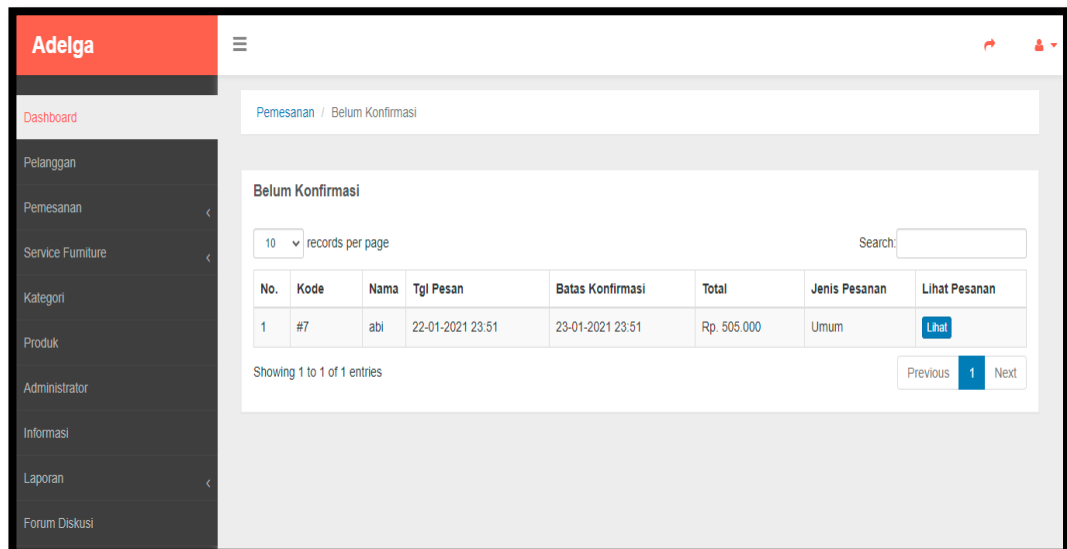 Adelga
Dashboard
Pelanggan
Pemesanan
Service Furniture
Kategori
Produk
Administrator
Informasi
Laporan
Forum Diskusi
Pemesanan / Belum Konfirmasi
Belum Konfirmasi
10 records per page Search:
No. Kode Nama Tgl Pesan Batas Konfirmasi Total Jenis Pesanan Lihat Pesanan
1 #7 abi 22-01-2021 23:51 23-01-2021 23:51 Rp. 505.000 Umum Lihat
Showing 1 to 1 of 1 entries Previous 1 Next